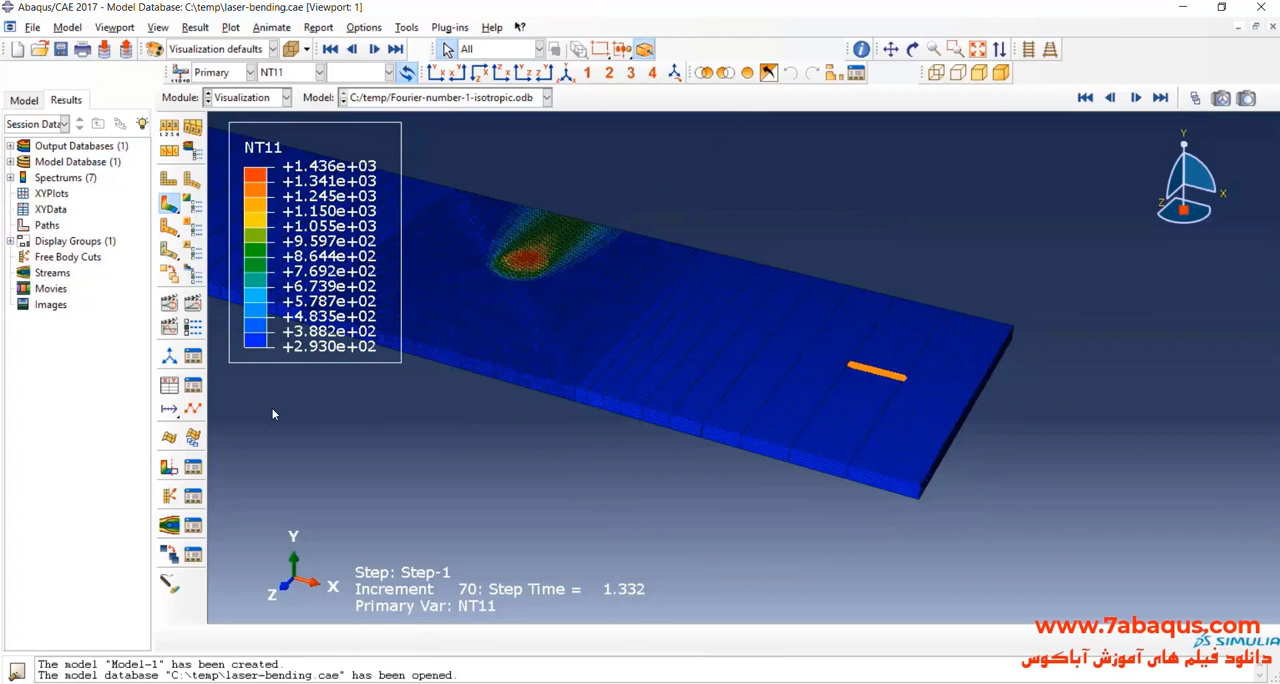 Abaqus/CAE 2017 - Model Database: C:\temp\laser-bending.cae [Viewport: 1]
File Model Viewport View Result Plot Animate Report Options Tools Plug-ins Help
Visualization defaults All
Primary NT11 1 2 3 4
Model Results Module: Visualization Model: C:/temp/Fourier-number-1-isotropic.odb
Session Data
Output Databases (1)
Model Database (1)
Spectrums (7)
XYPlots
XYData
Paths
Display Groups (1)
Free Body Cuts
Streams
Movies
Images
NT11
+1.436e+03
+1.341e+03
+1.245e+03
+1.150e+03
+1.055e+03
+9.597e+02
+8.644e+02
+7.692e+02
+6.739e+02
+5.787e+02
+4.835e+02
+3.882e+02
+2.930e+02
Y
X
Z
Y
X
Z
Step: Step-1
Increment 70: Step Time = 1.332
Primary Var: NT11
www.7abaqus.com
SIMULIA
دانلود فیلم های آموزش آباکوس
The model "Model-1" has been created.
The model database "C:\temp\laser-bending.cae" has been opened.